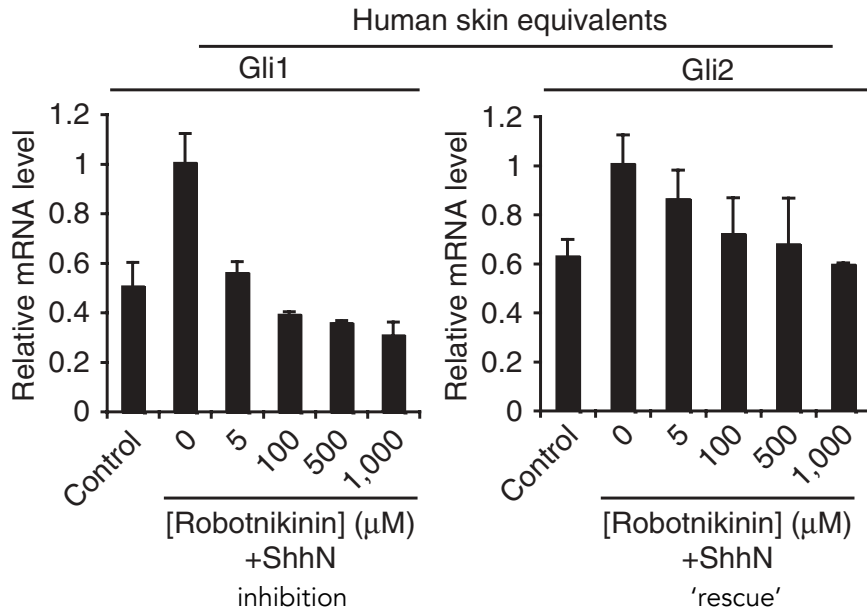 Human skin equivalents
Gli1
Relative mRNA level
1.2
1
0.8
0.6
0.4
0.2
0
Control
0
5
100
500
1,000
[Robotnikinin] (μM)
+ShhN
inhibition
Gli2
Relative mRNA level
1.2
1
0.8
0.6
0.4
0.2
0
Control
0
5
100
500
1,000
[Robotnikinin] (μM)
+ShhN
'rescue'